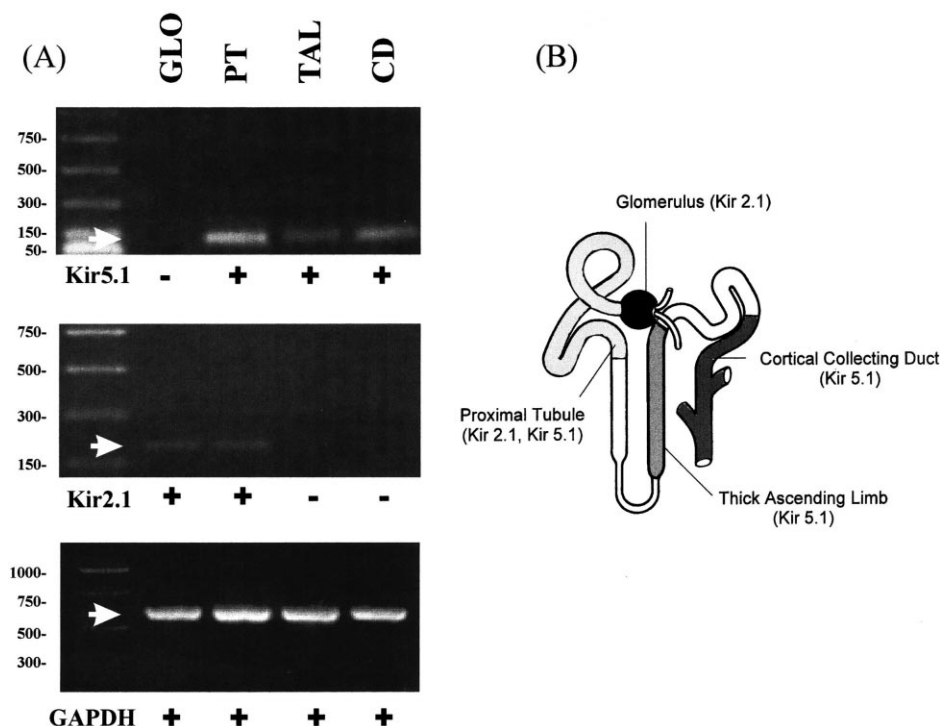 (A)
GLO PT TAL CD
750-
500-
300-
150-
50-
Kir5.1 - + + +
750-
500-
300-
150-
Kir2.1 + + - -
1000-
750-
500-
300-
GAPDH + + + +
(B)
Glomerulus (Kir 2.1)
Cortical Collecting Duct
(Kir 5.1)
Proximal Tubule
(Kir 2.1, Kir 5.1)
Thick Ascending Limb
(Kir 5.1)